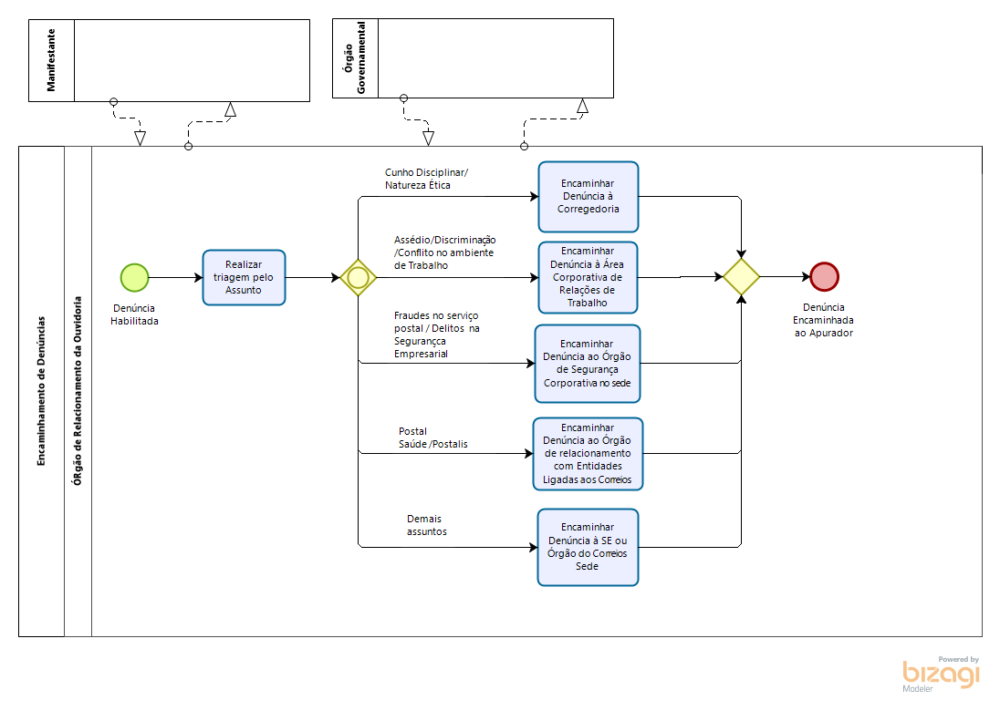 Manifestante
Órgão
Governamental
Encaminhamento de Denúncias
ÓRgão de Relacionamento da Ouvidoria
Denúncia
Habilitada
Realizar
triagem pelo
Assunto
Cunho Disciplinar/
Natureza Ética
Encaminhar
Denúncia à
Corregedoria
Assédio/Discriminação
/Conflito no ambiente
de Trabalho
Encaminhar
Denúncia à Área
Corporativa de
Relações de
Trabalho
Fraudes no serviço
postal / Delitos na
Segurançca
Empresarial
Encaminhar
Denúncia ao Órgão
de Segurança
Corporativa no sede
Postal
Saúde /Postalis
Encaminhar
Denúncia ao Órgão
de relacionamento
com Entidades
Ligadas aos Correios
Demais
assuntos
Encaminhar
Denúncia à SE ou
Órgão do Correios
Sede
Denúncia
Encaminhada
ao Apurador
Powered by
bizagi
Modeler